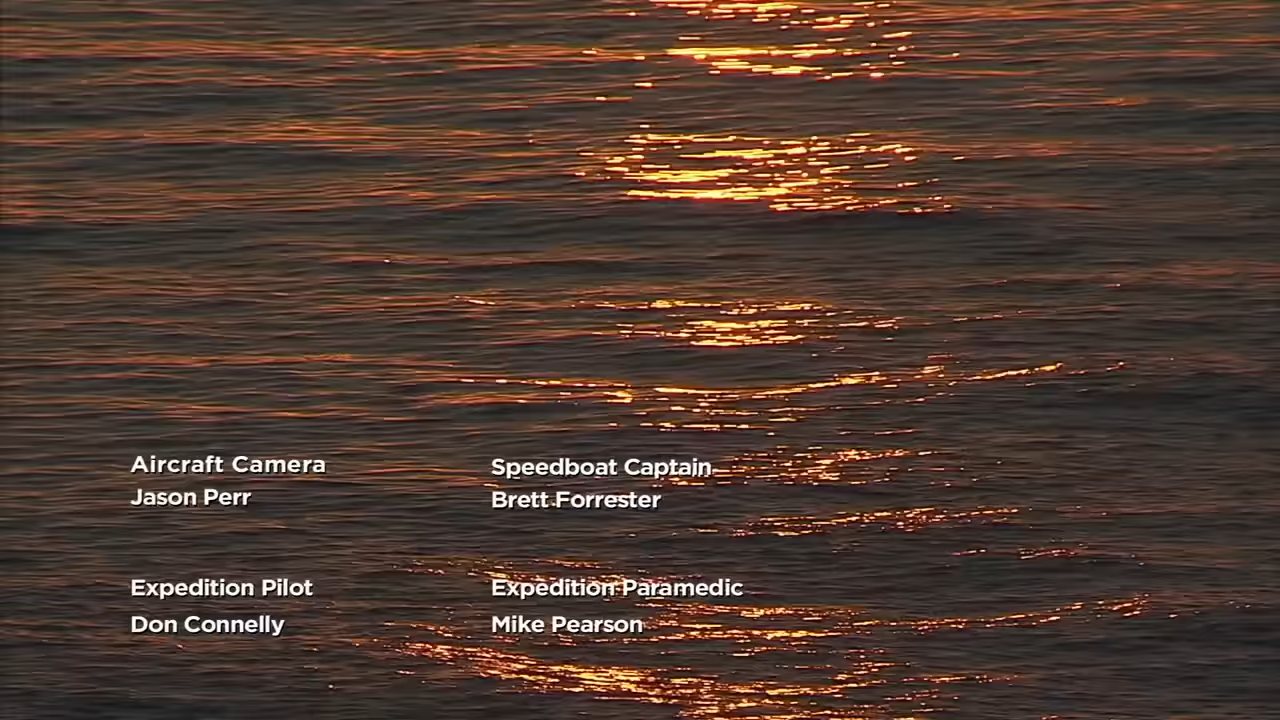 Aircraft Camera
Jason Perr
Speedboat Captain
Brett Forrester
Expedition Pilot
Don Connelly
Expedition Paramedic
Mike Pearson